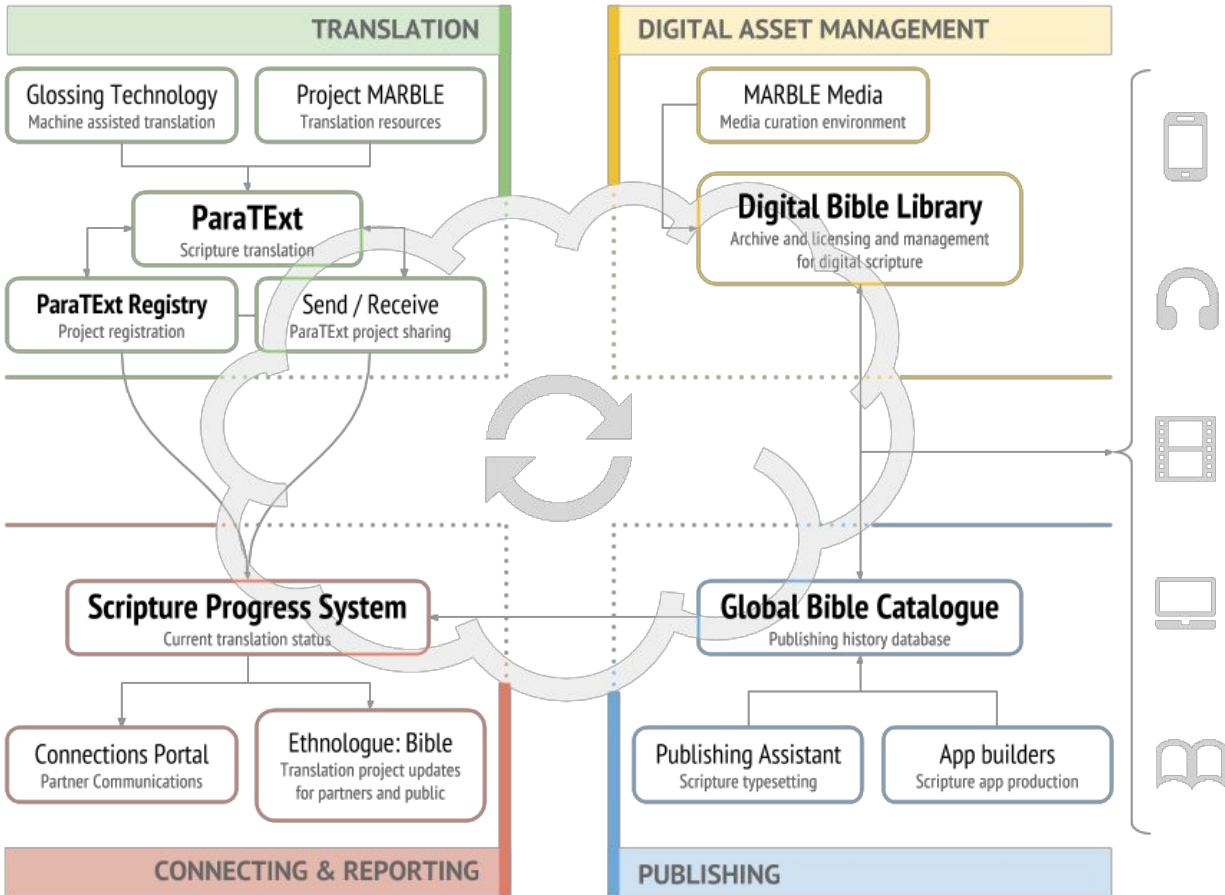 TRANSLATION
Glossing Technology
Machine assisted translation
Project MARBLE
Translation resources
ParaTExt
Scripture translation
ParaTExt Registry
Project registration
Send / Receive
ParaTExt project sharing
DIGITAL ASSET MANAGEMENT
MARBLE Media
Media curation environment
Digital Bible Library
Archive and licensing and management
for digital scripture
Scripture Progress System
Current translation status
Connections Portal
Partner Communications
Ethnologue: Bible
Translation project updates
for partners and public
CONNECTING & REPORTING
Global Bible Catalogue
Publishing history database
Publishing Assistant
Scripture typesetting
App builders
Scripture app production
PUBLISHING